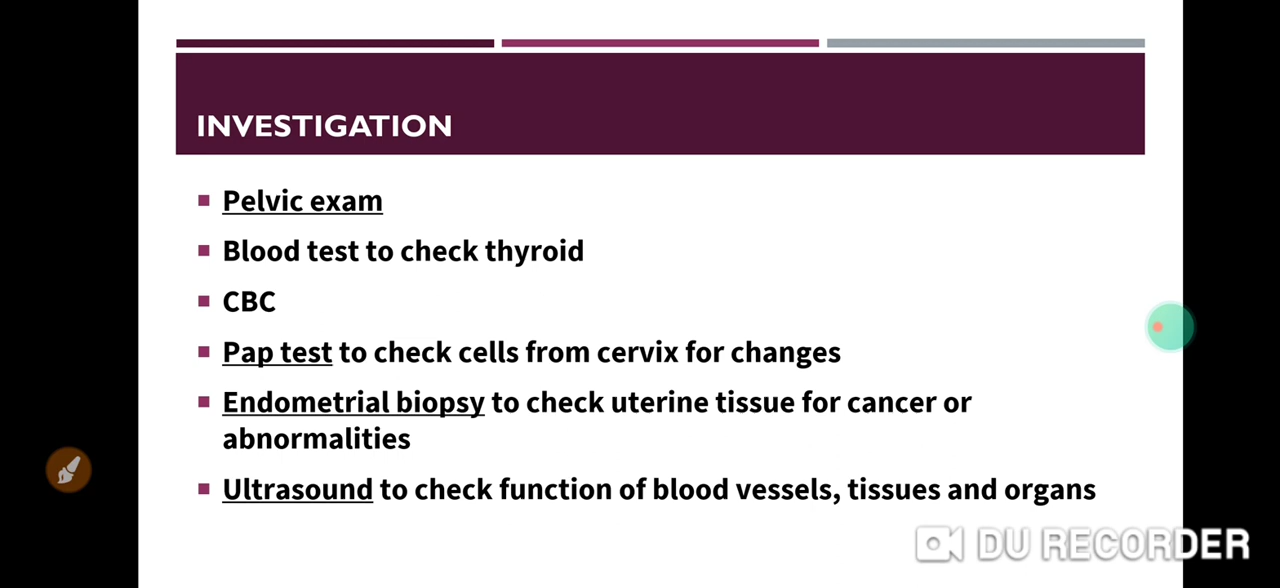 INVESTIGATION
Pelvic exam
Blood test to check thyroid
CBC
Pap test to check cells from cervix for changes
Endometrial biopsy to check uterine tissue for cancer or
abnormalities
Ultrasound to check function of blood vessels, tissues and organs
DU RECORDER